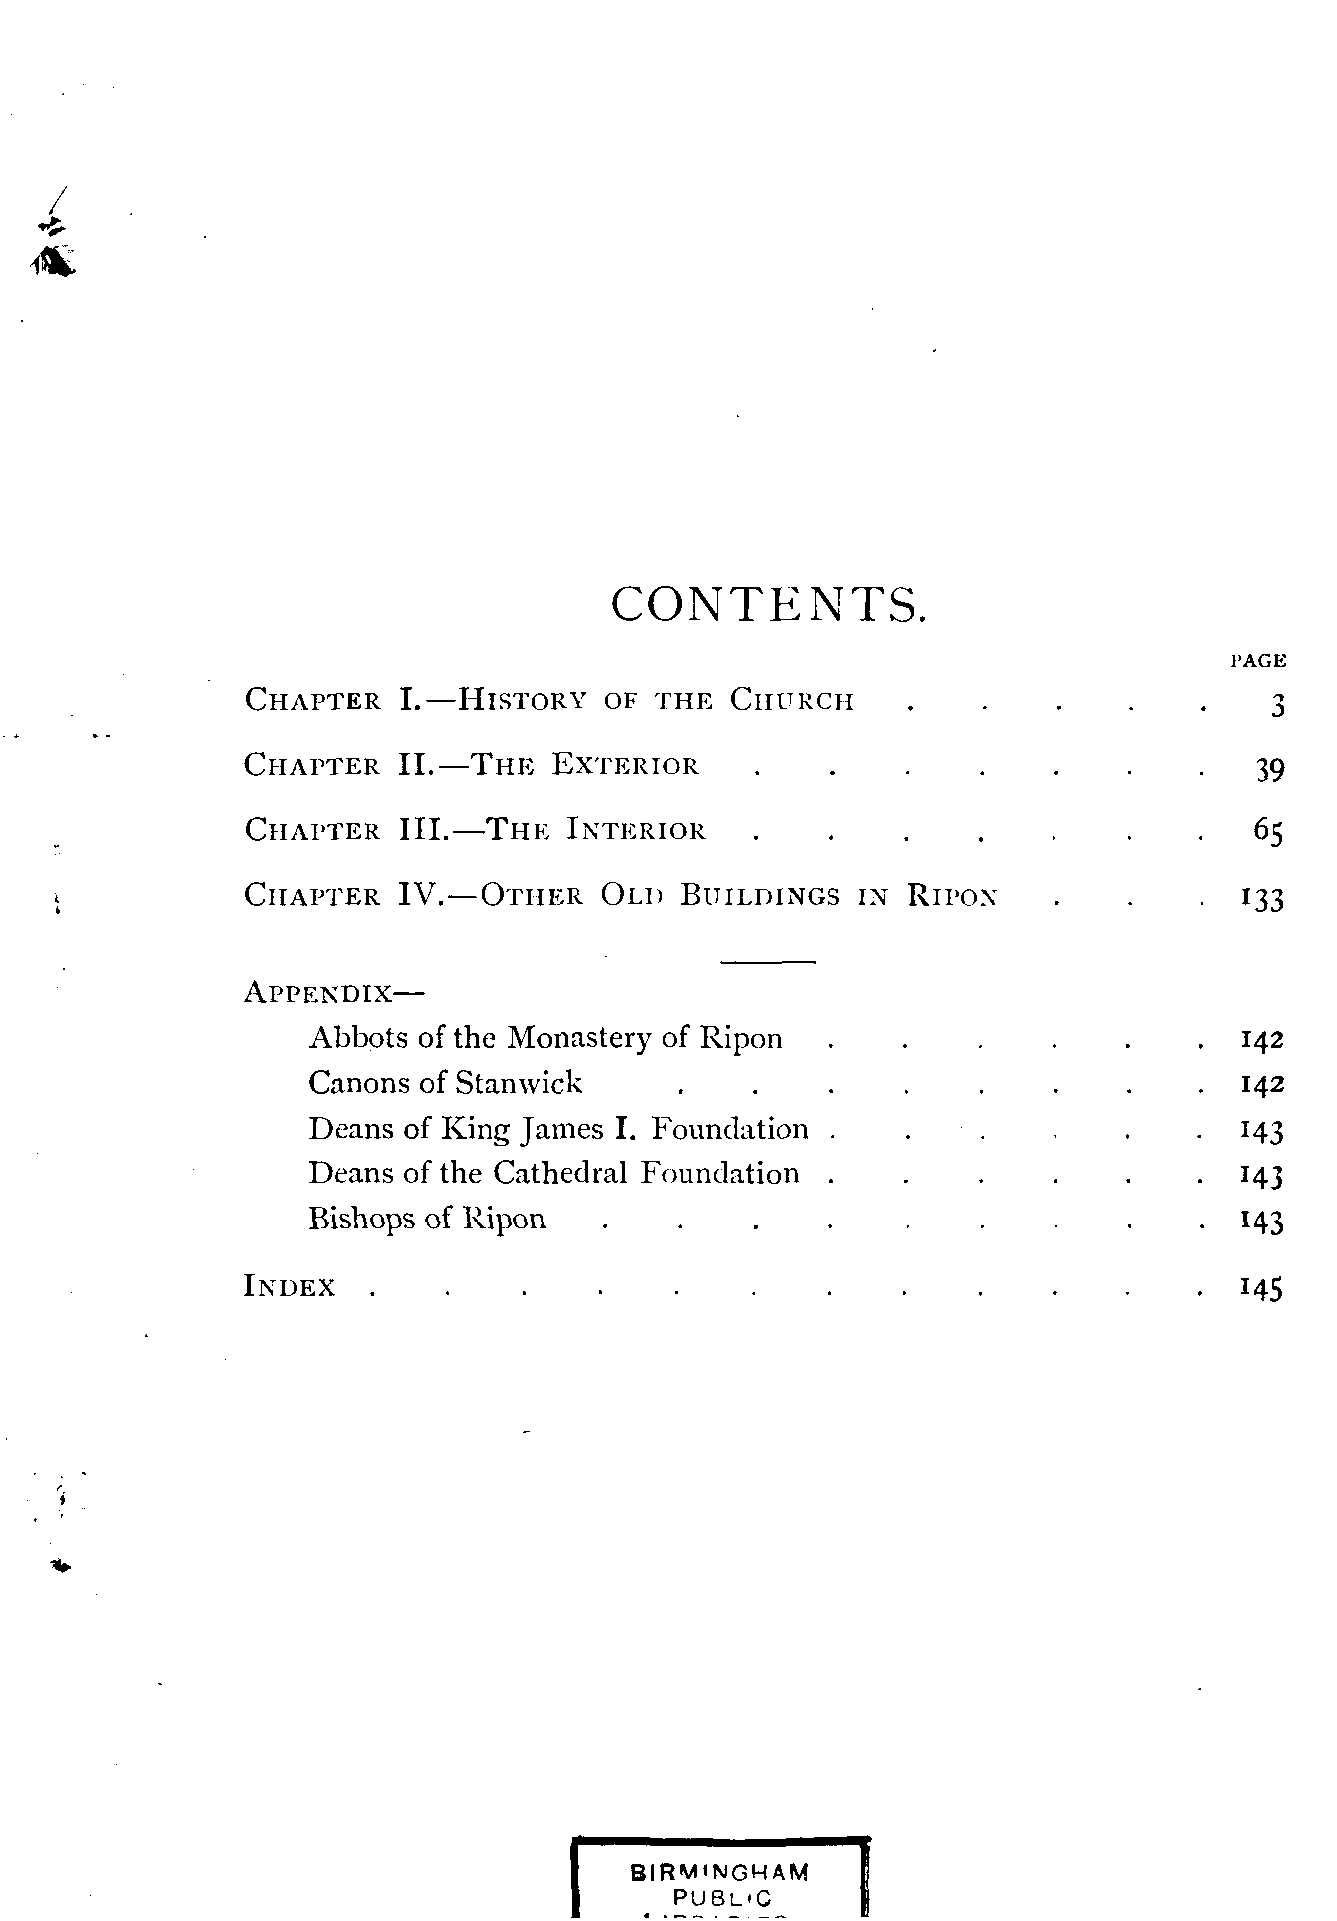 CONTENTS.
PAGE
CHAPTER I.—HISTORY OF THE CHURCH . . . . . 3
CHAPTER II.—THE EXTERIOR . . . . . . . 39
CHAPTER III.—THE INTERIOR . . . . . . . 65
CHAPTER IV.—OTHER OLD BUILDINGS IN RIPON . . . 133
APPENDIX—
Abbots of the Monastery of Ripon . . . . . . 142
Canons of Stanwick . . . . . . . . 142
Deans of King James I. Foundation . . . . . . 143
Deans of the Cathedral Foundation . . . . . . 143
Bishops of Ripon . . . . . . . . . 143
INDEX . . . . . . . . . . . . 145
BIRMINGHAM
PUBLIC